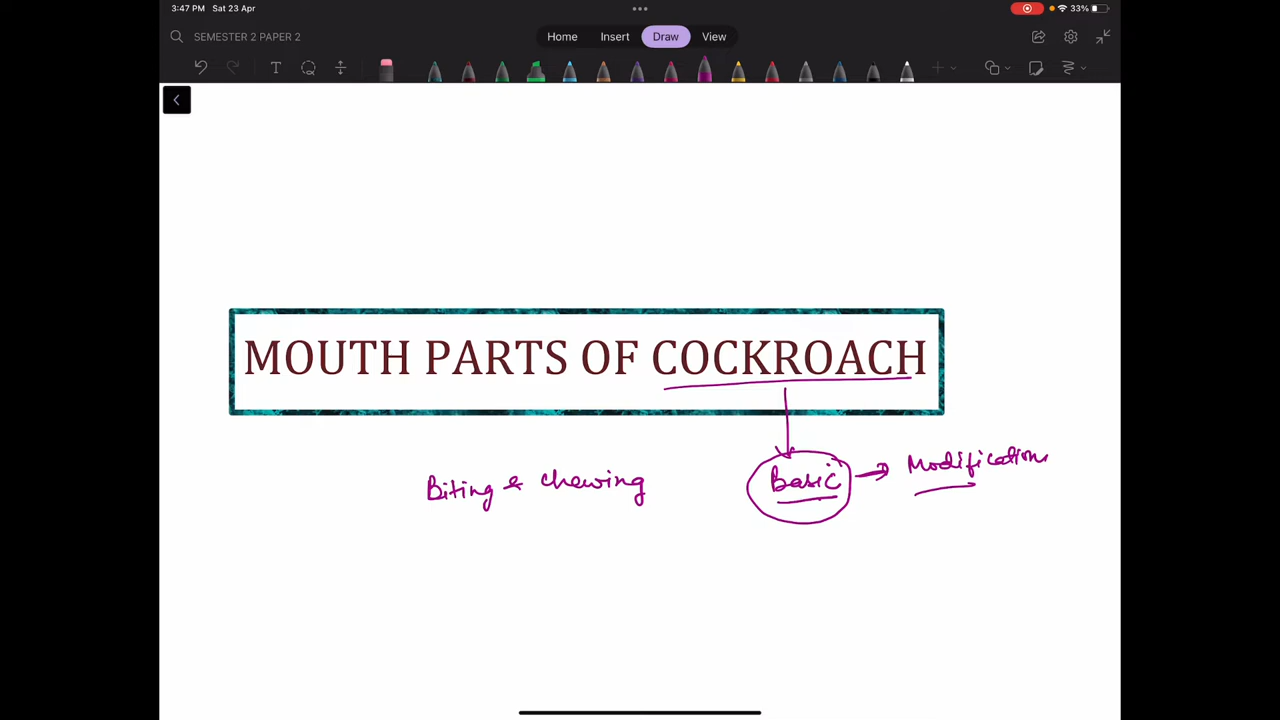 3:47 PM Sat 23 Apr
33%
SEMESTER 2 PAPER 2
Home Insert Draw View
MOUTH PARTS OF COCKROACH
Biting & chewing Basic → Modifications